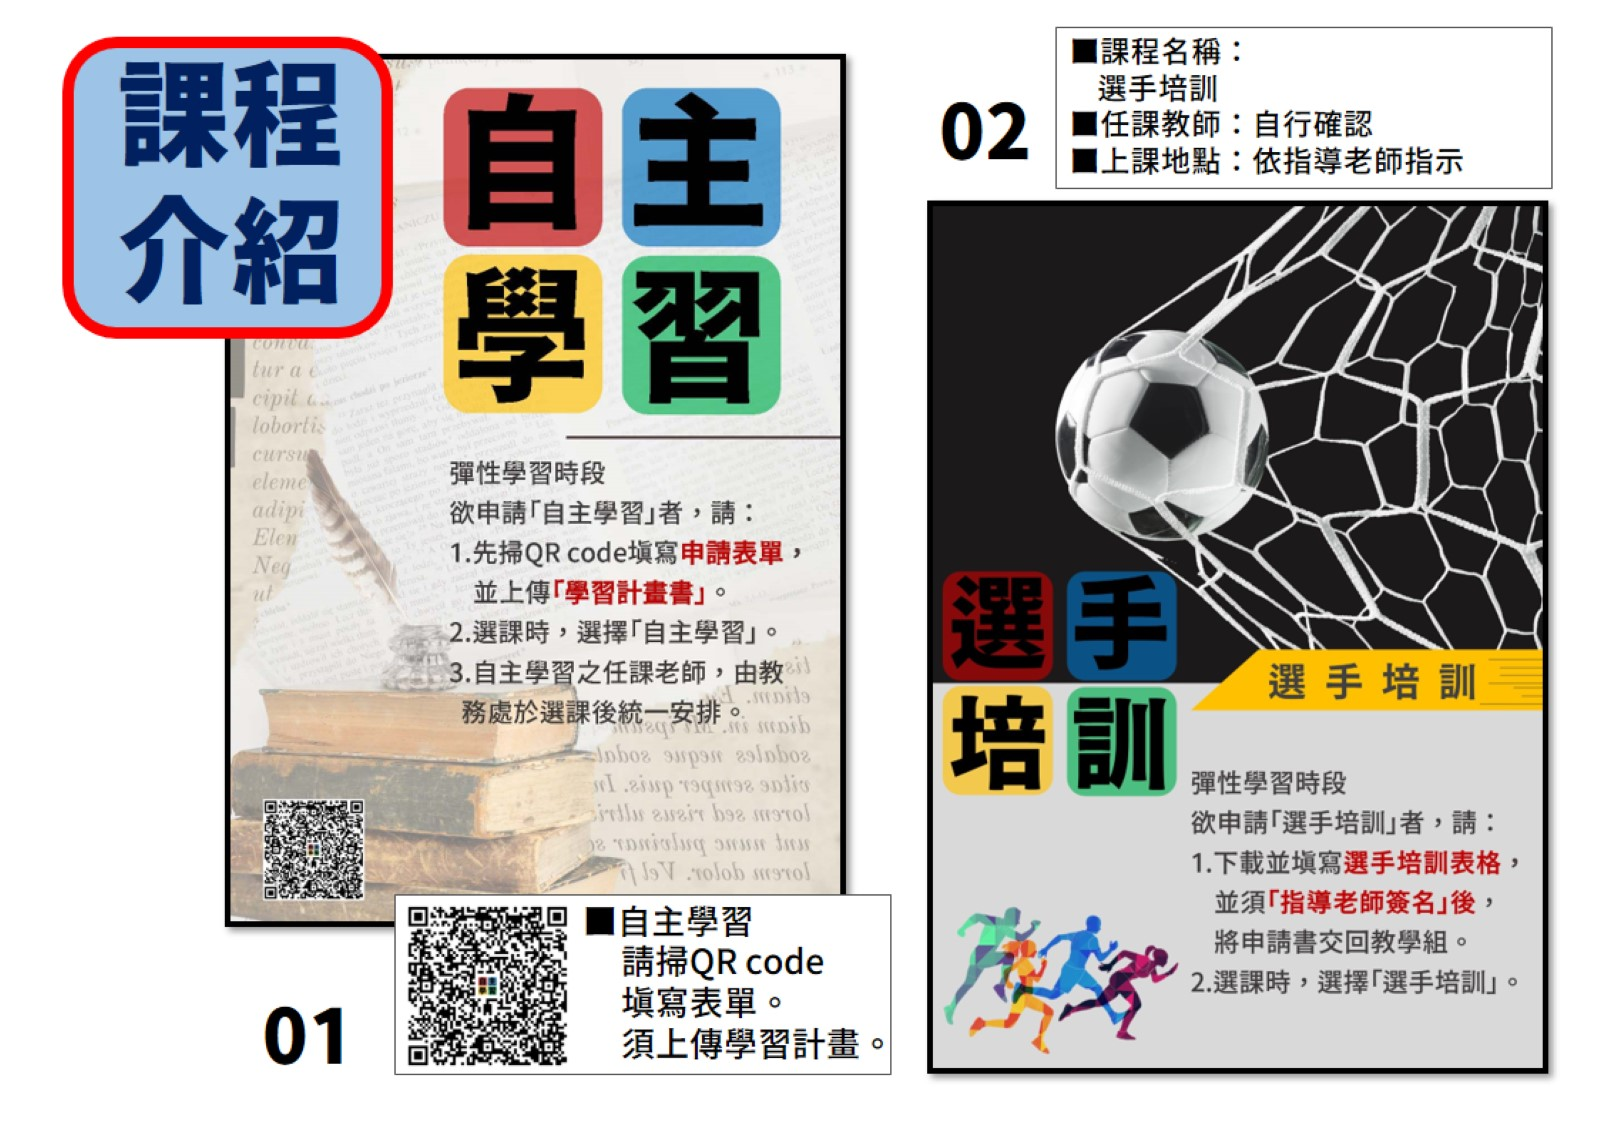 課程
介紹
自主
學習
彈性學習時段
欲申請「自主學習」者，請：
1.先掃QR code填寫申請表單，
並上傳「學習計畫書」。
2.選課時，選擇「自主學習」。
3.自主學習之任課老師，由教
務處於選課後統一安排。
01
■自主學習
請掃QR code
填寫表單。
須上傳學習計畫。
02
■課程名稱：
選手培訓
■任課教師：自行確認
■上課地點：依指導老師指示
選手
培訓
選手培訓
彈性學習時段
欲申請「選手培訓」者，請：
1.下載並填寫選手培訓表格，
並須「指導老師簽名」後，
將申請書交回教學組。
2.選課時，選擇「選手培訓」。